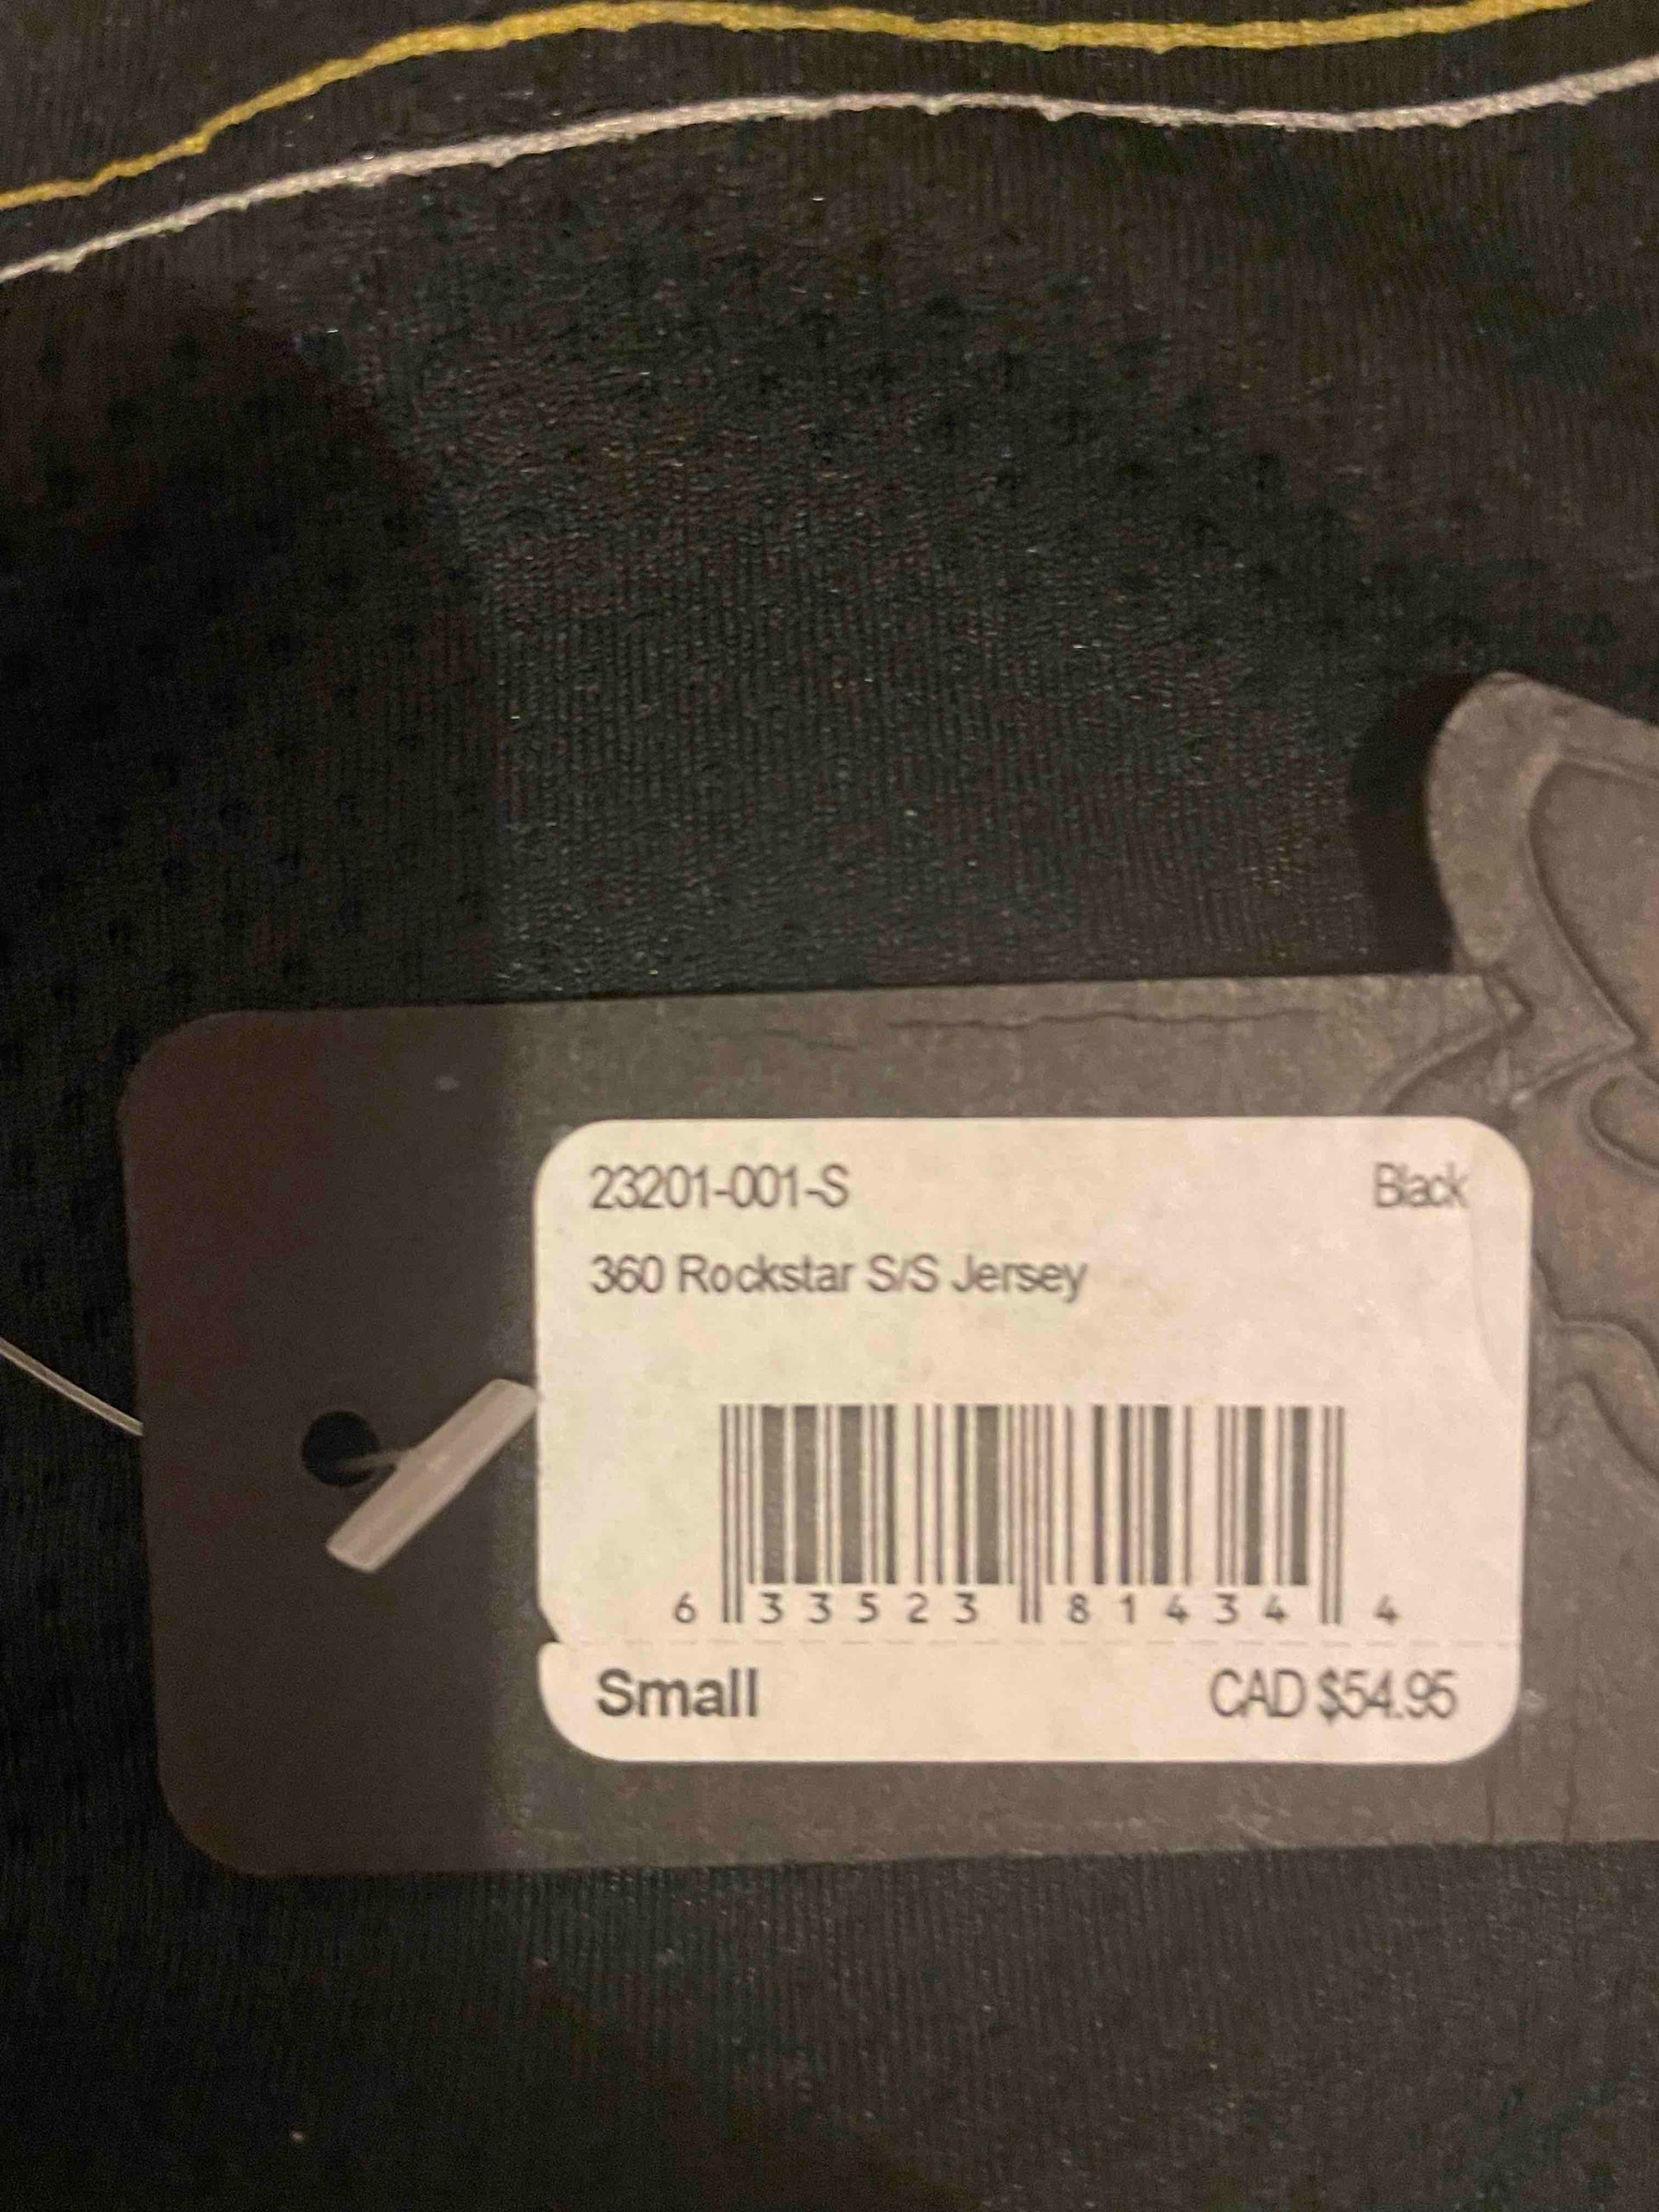 23201-001-S Black
360 Rockstar S/S Jersey
6 33523 81434 4
Small CAD $54.95